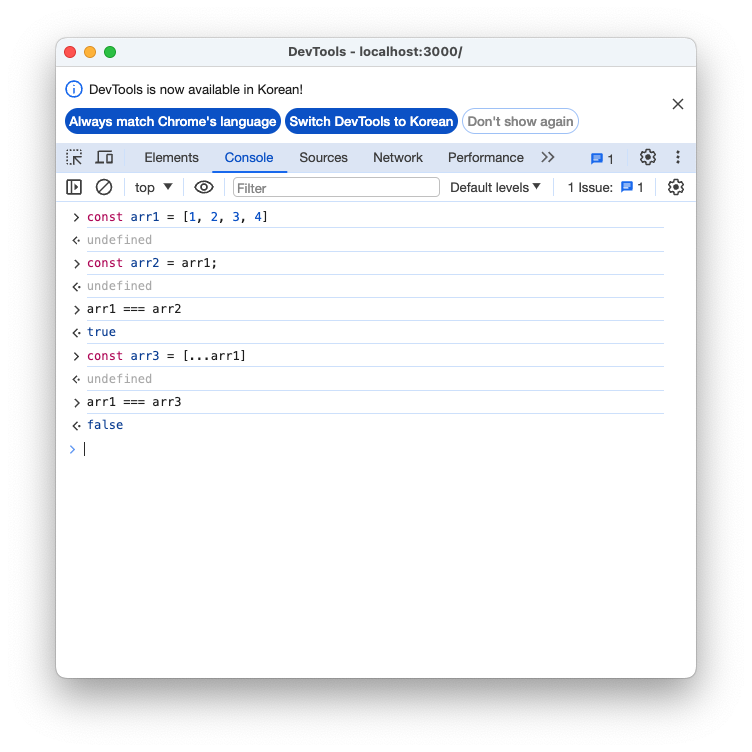 DevTools - localhost:3000/
DevTools is now available in Korean!
Always match Chrome's language Switch DevTools to Korean Don't show again
Elements Console Sources Network Performance 1
top Filter Default levels 1 Issue: 1
const arr1 = [1, 2, 3, 4]
undefined
const arr2 = arr1;
undefined
arr1 === arr2
true
const arr3 = [...arr1]
undefined
arr1 === arr3
false